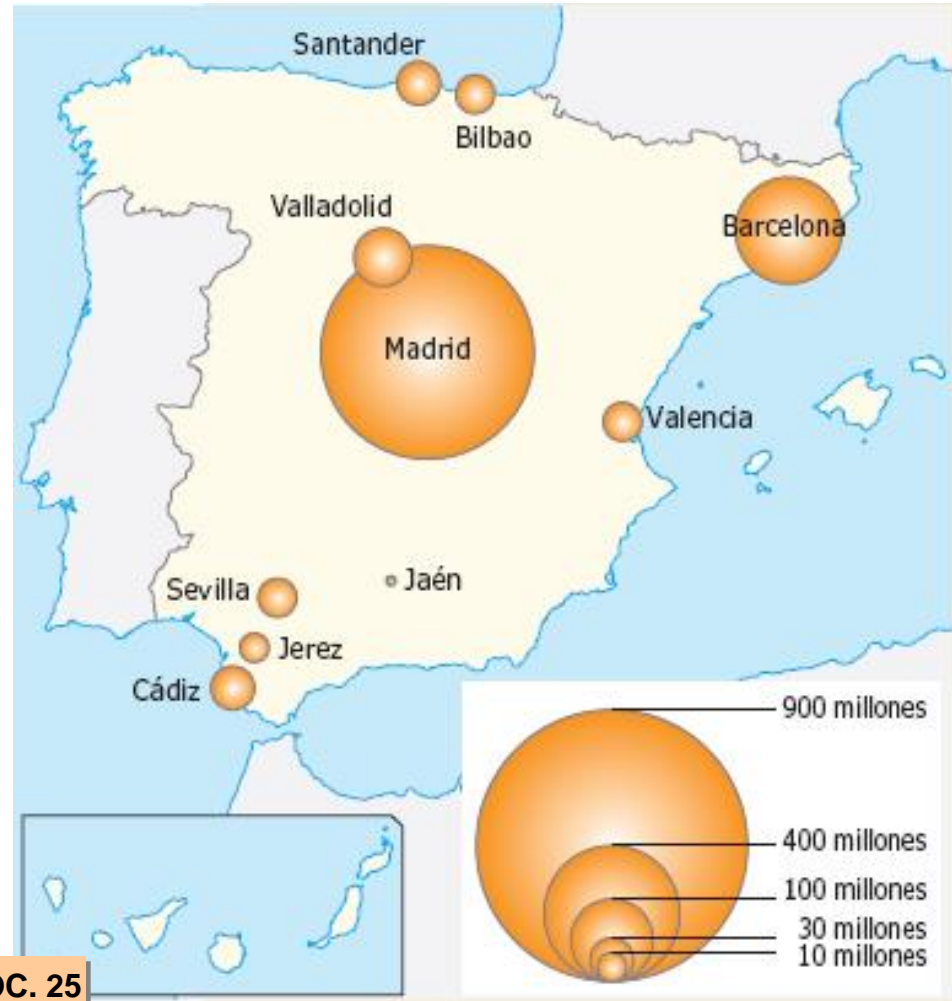 Santander
Bilbao
Valladolid
Barcelona
Madrid
Valencia
Jaén
Sevilla
Jerez
Cádiz
900 millones
400 millones
100 millones
30 millones
10 millones
OC. 25